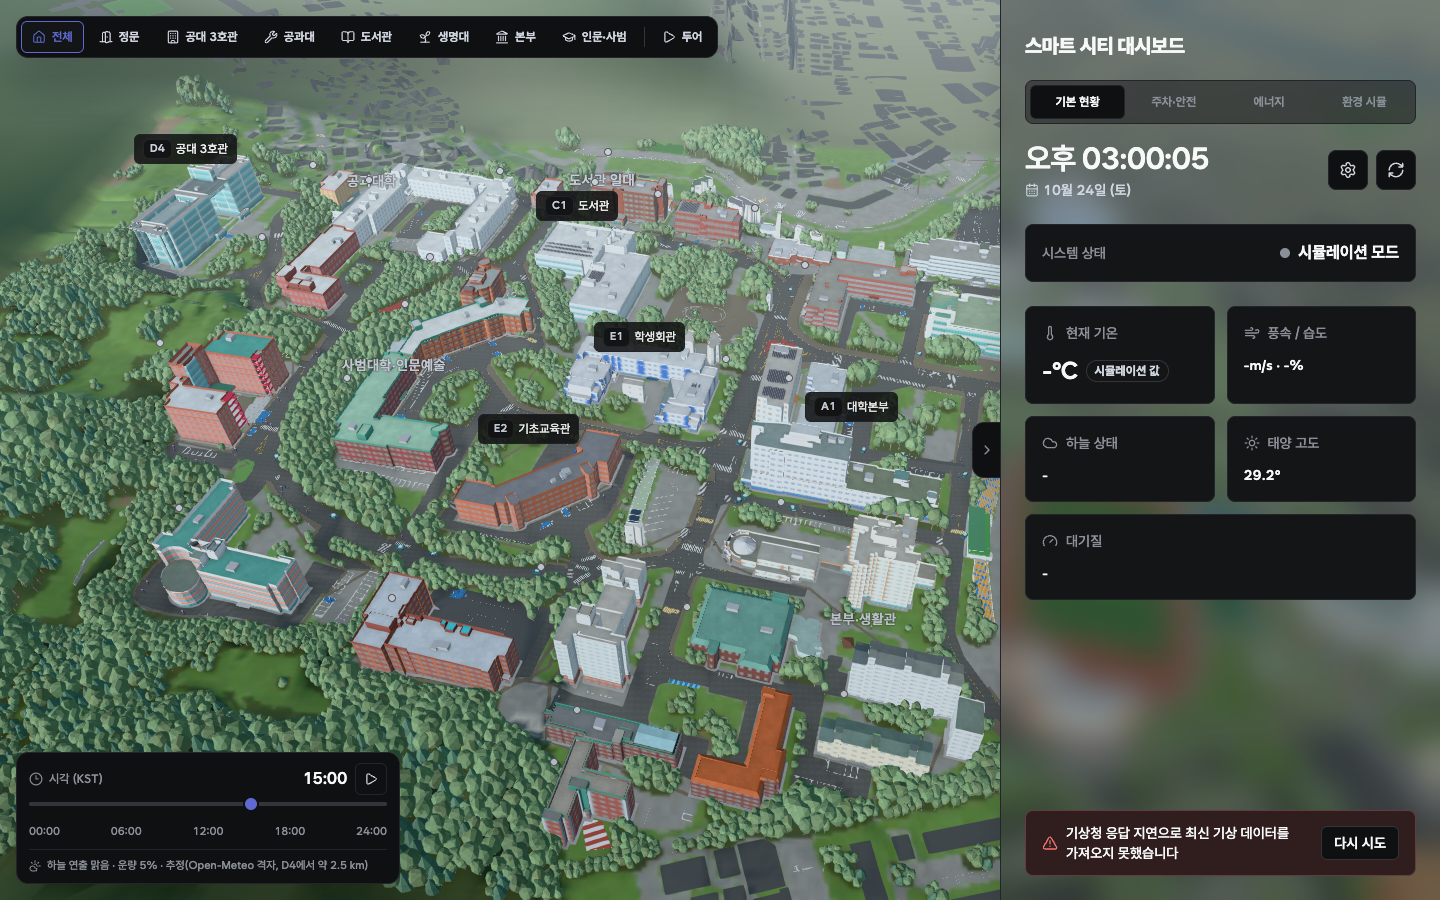 전체
정문
공대 3호관
공과대
도서관
생명대
본부
인문·사범
투어
D4 공대 3호관
공과대학
도서관 일대
C1 도서관
E1 학생회관
사범대학·인문예술
A1 대학본부
E2 기초교육관
본부·생활관
시각 (KST)
15:00
00:00
06:00
12:00
18:00
24:00
하늘 연출 맑음 · 운량 5% · 추정(Open-Meteo 격자, D4에서 약 2.5 km)
스마트 시티 대시보드
기본 현황
주차·안전
에너지
환경 시뮬
오후 03:00:05
10월 24일 (토)
시스템 상태
시뮬레이션 모드
현재 기온
-°C 시뮬레이션 값
풍속 / 습도
-m/s · -%
하늘 상태
-
태양 고도
29.2°
대기질
-
기상청 응답 지연으로 최신 기상 데이터를
가져오지 못했습니다
다시 시도